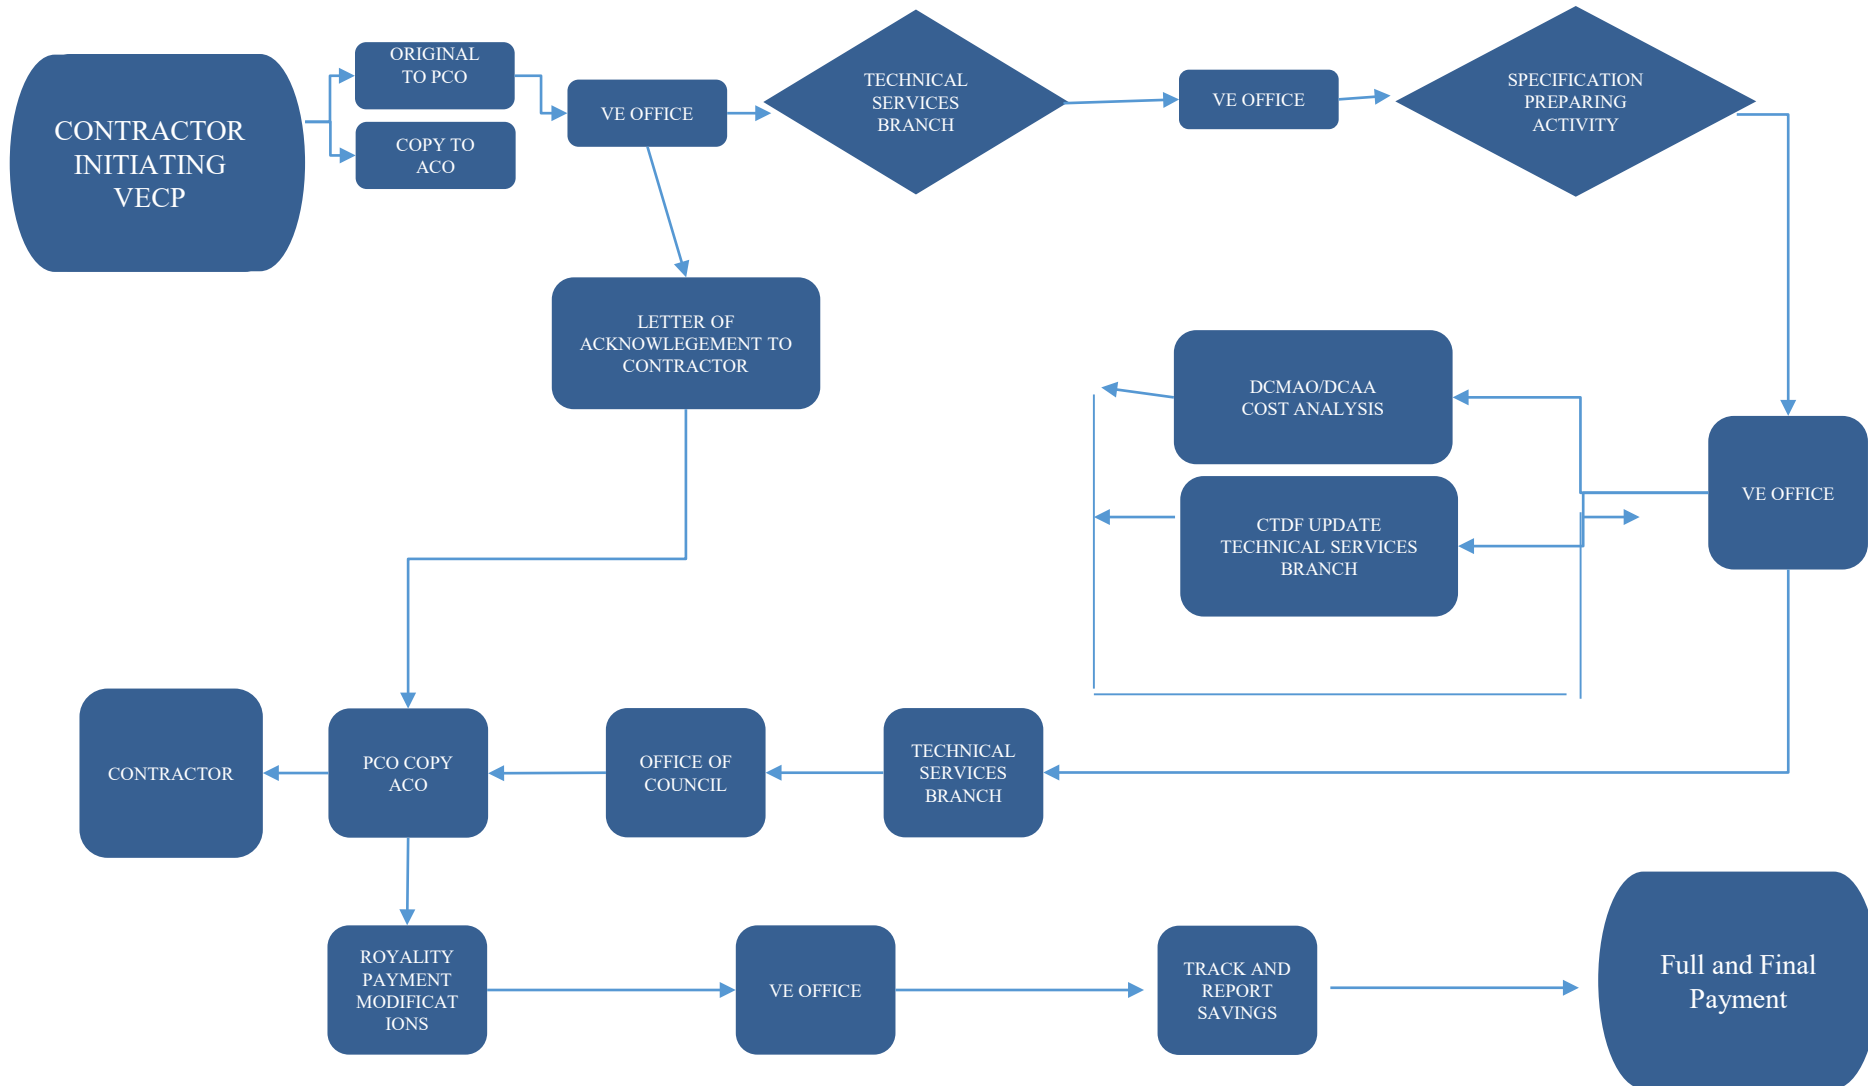 CONTRACTOR
INITIATING
VECP
ORIGINAL
TO PCO
COPY TO
ACO
VE OFFICE
TECHNICAL
SERVICES
BRANCH
VE OFFICE
SPECIFICATION
PREPARING
ACTIVITY
LETTER OF
ACKNOWLEGEMENT TO
CONTRACTOR
DCMAO/DCAA
COST ANALYSIS
CTDF UPDATE
TECHNICAL SERVICES
BRANCH
VE OFFICE
CONTRACTOR
PCO COPY
ACO
OFFICE OF
COUNCIL
TECHNICAL
SERVICES
BRANCH
ROYALITY
PAYMENT
MODIFICAT
IONS
VE OFFICE
TRACK AND
REPORT
SAVINGS
Full and Final
Payment